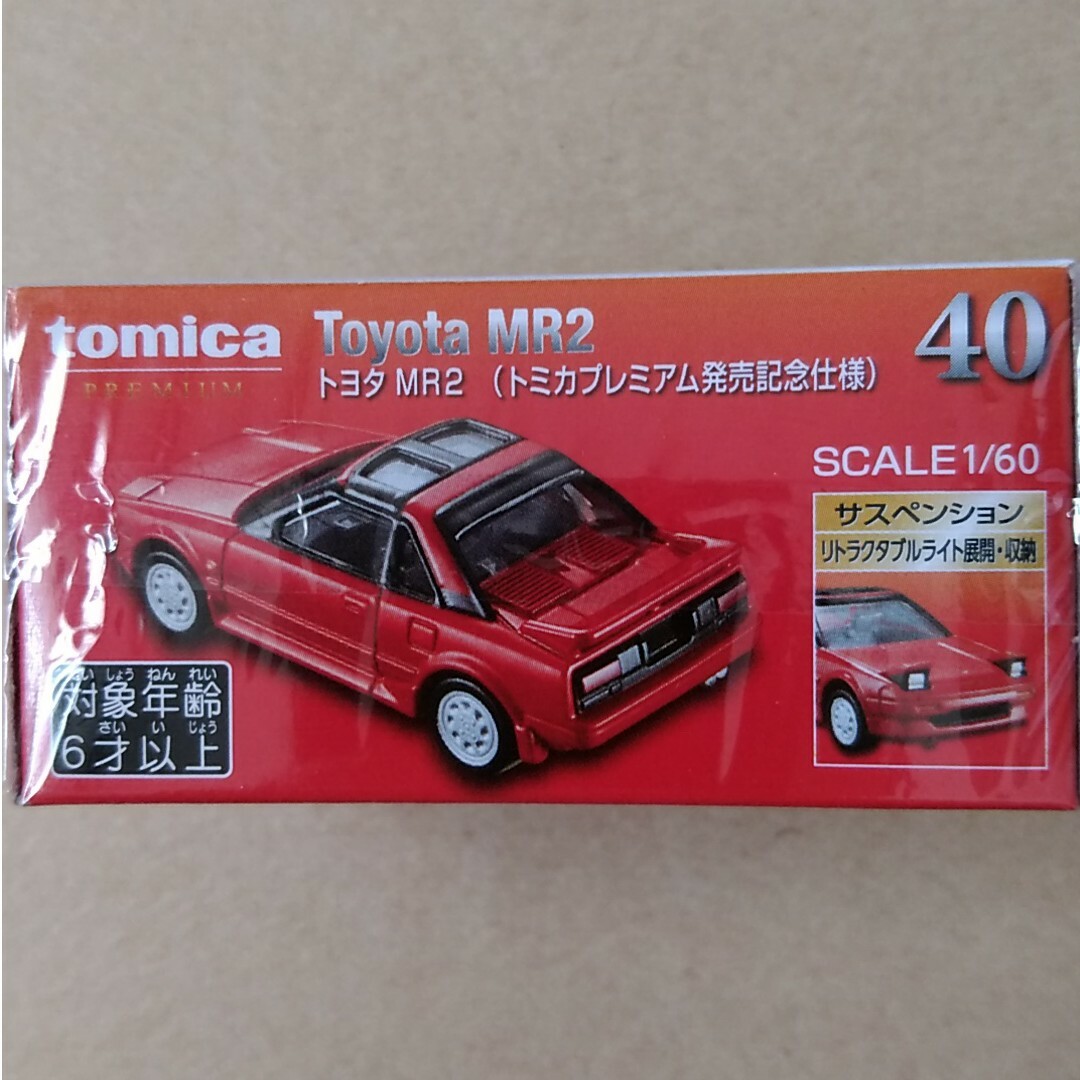 tomica
PREMIUM
Toyota MR2
トヨタ MR2 (トミカプレミアム発売記念仕様)
40
SCALE 1/60
サスペンション
リトラクタブルライト展開・収納
たい しょう ねん れい
対象年齢
さい い じょう
6才以上